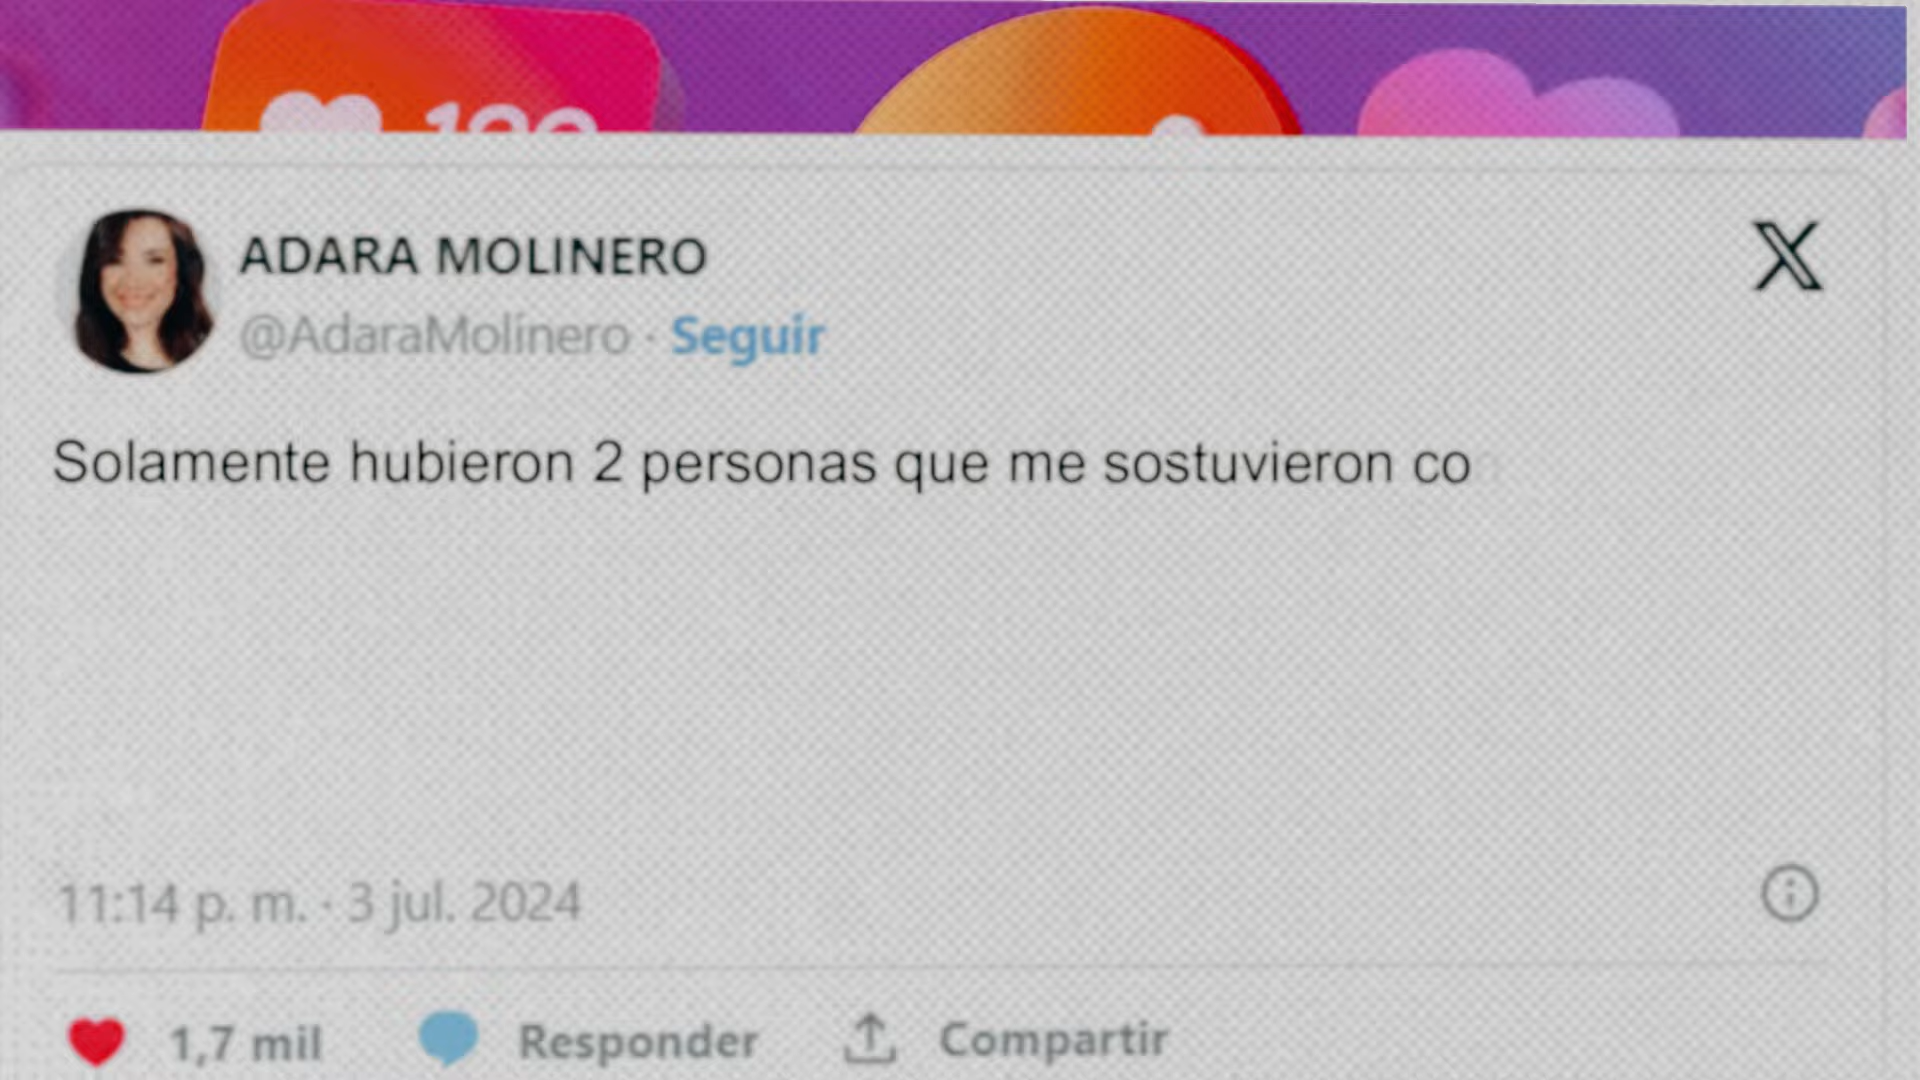 ADARA MOLINERO
@AdaraMolinero · Seguir
Solamente hubieron 2 personas que me sostuvieron co
11:14 p. m. · 3 jul. 2024
1,7 mil Responder Compartir